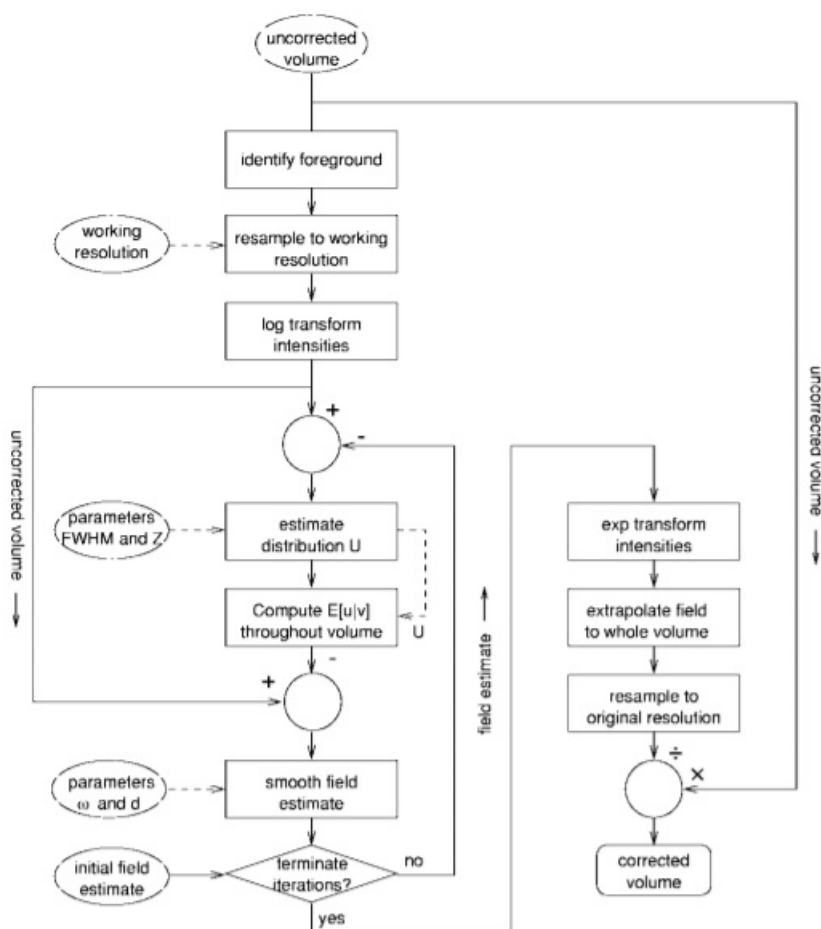 uncorrected
volume
identify foreground
working
resolution
resample to working
resolution
log transform
intensities
+
-
uncorrected volume
parameters
FWHM and Z
estimate
distribution U
Compute E[u|v]
throughout volume
U
-
+
parameters
ω and d
smooth field
estimate
initial field
estimate
terminate
iterations?
no
yes
field estimate
exp transform
intensities
extrapolate field
to whole volume
resample to
original resolution
÷
×
corrected
volume
uncorrected volume